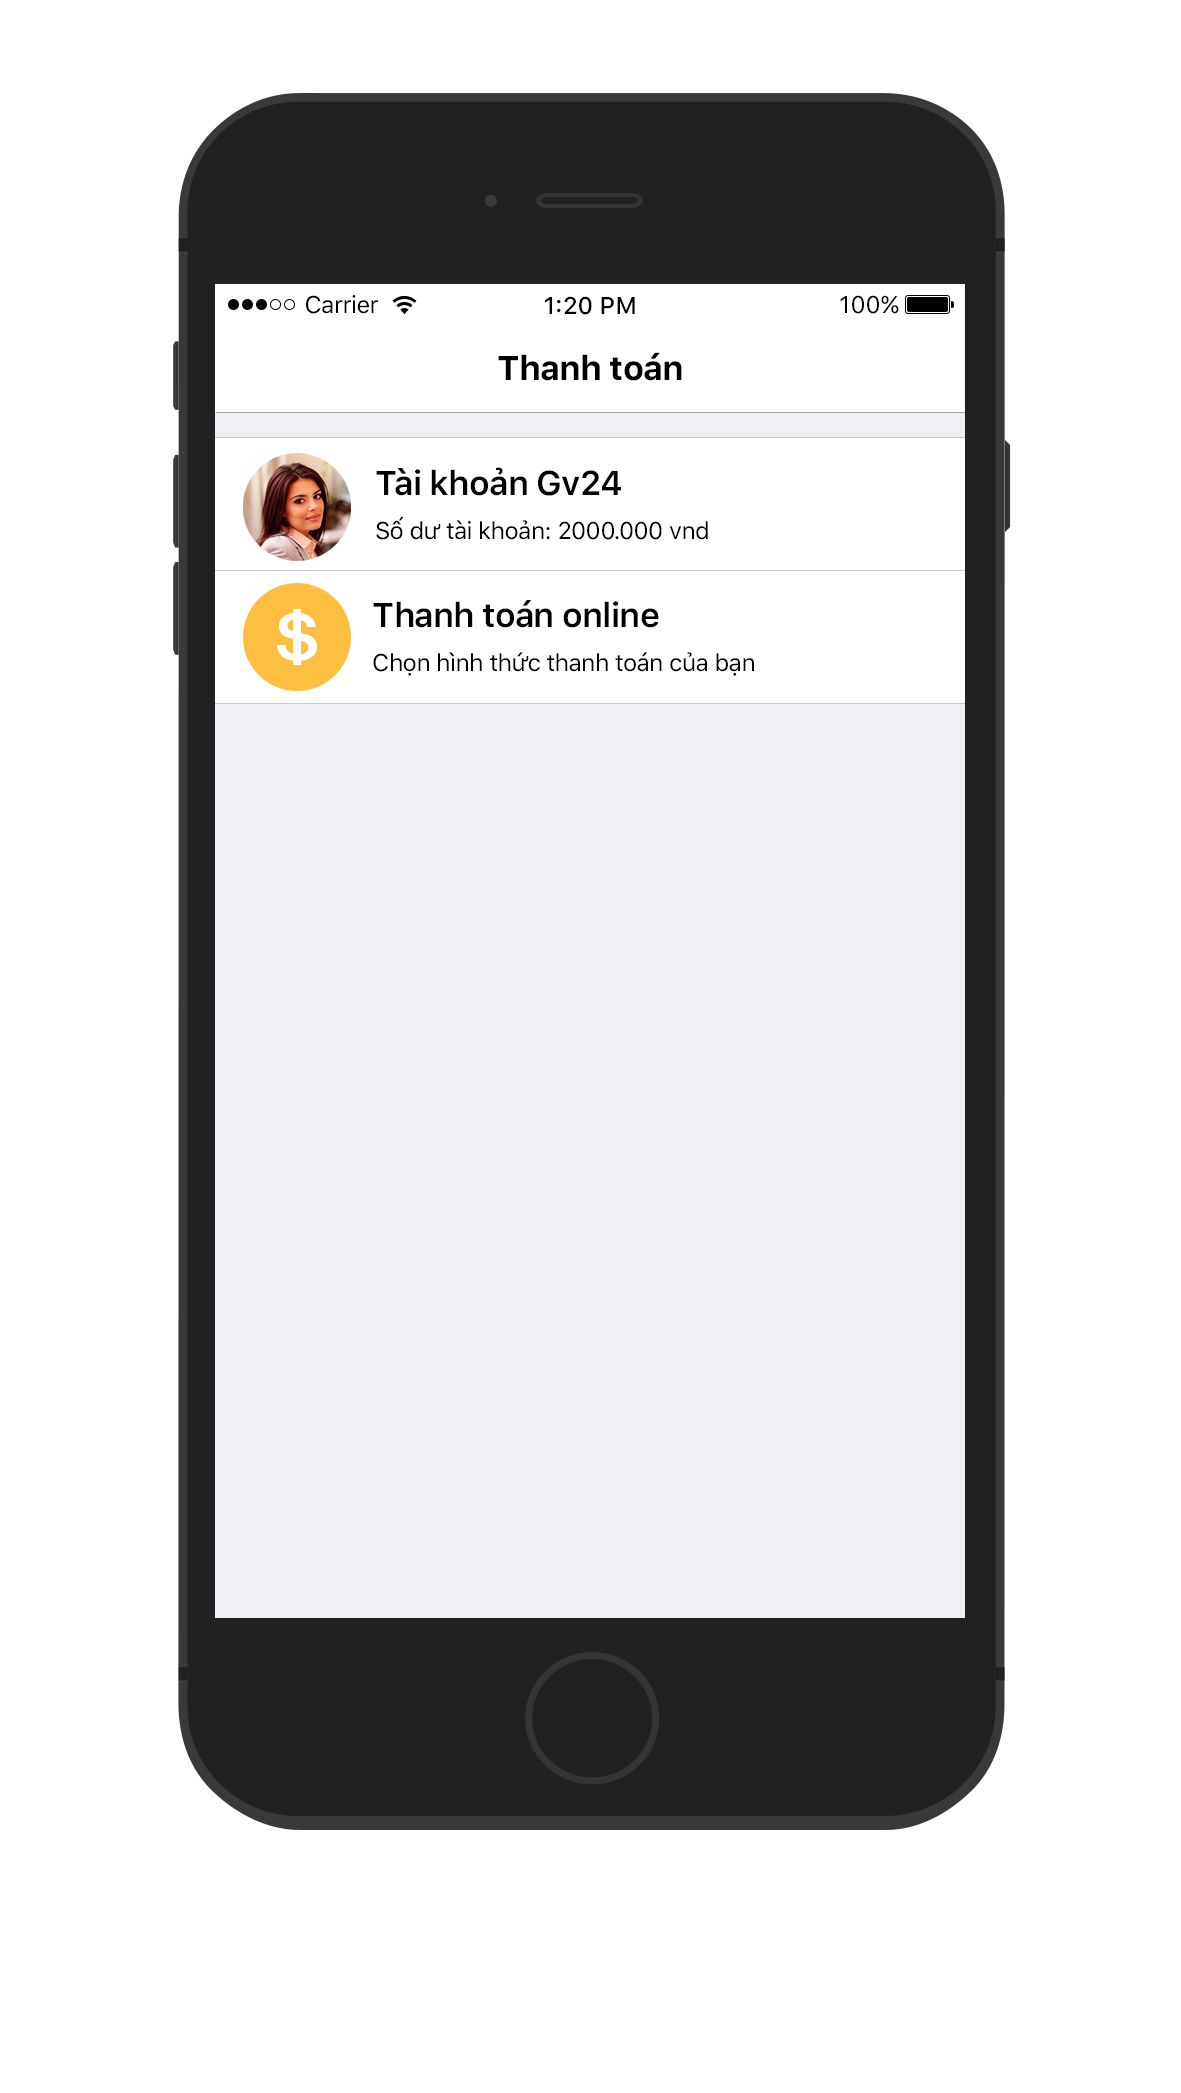 Carrier 1:20 PM 100%
Thanh toán
Tài khoản Gv24
Số dư tài khoản: 2000.000 vnd
$
Thanh toán online
Chọn hình thức thanh toán của bạn